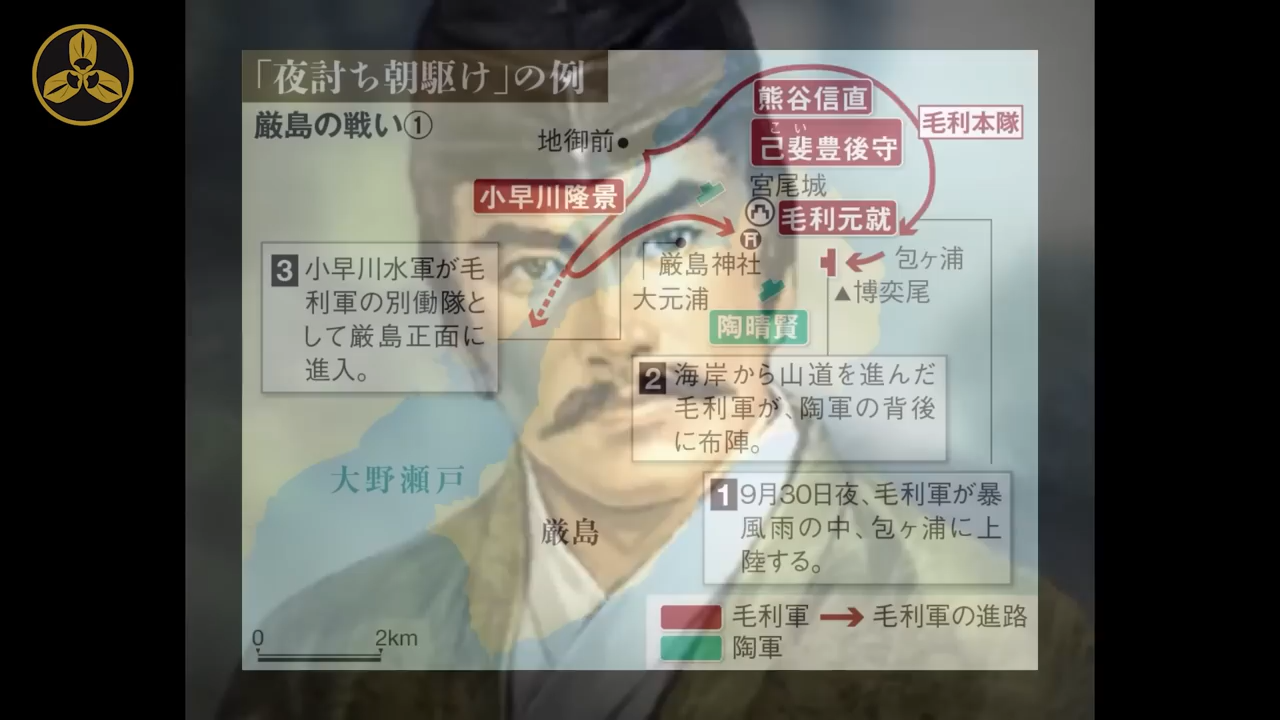 「夜討ち朝駆け」の例
厳島の戦い①
地御前
熊谷信直
こい
己斐豊後守
毛利本隊
小早川隆景
宮尾城
毛利元就
厳島神社
包ヶ浦
大元浦
博奕尾
陶晴賢
3 小早川水軍が毛
利軍の別働隊と
して厳島正面に
進入。
2 海岸から山道を進んだ
毛利軍が、陶軍の背後
に布陣。
大野瀬戸
1 9月30日夜、毛利軍が暴
風雨の中、包ヶ浦に上
陸する。
厳島
毛利軍 毛利軍の進路
陶軍
0 2km